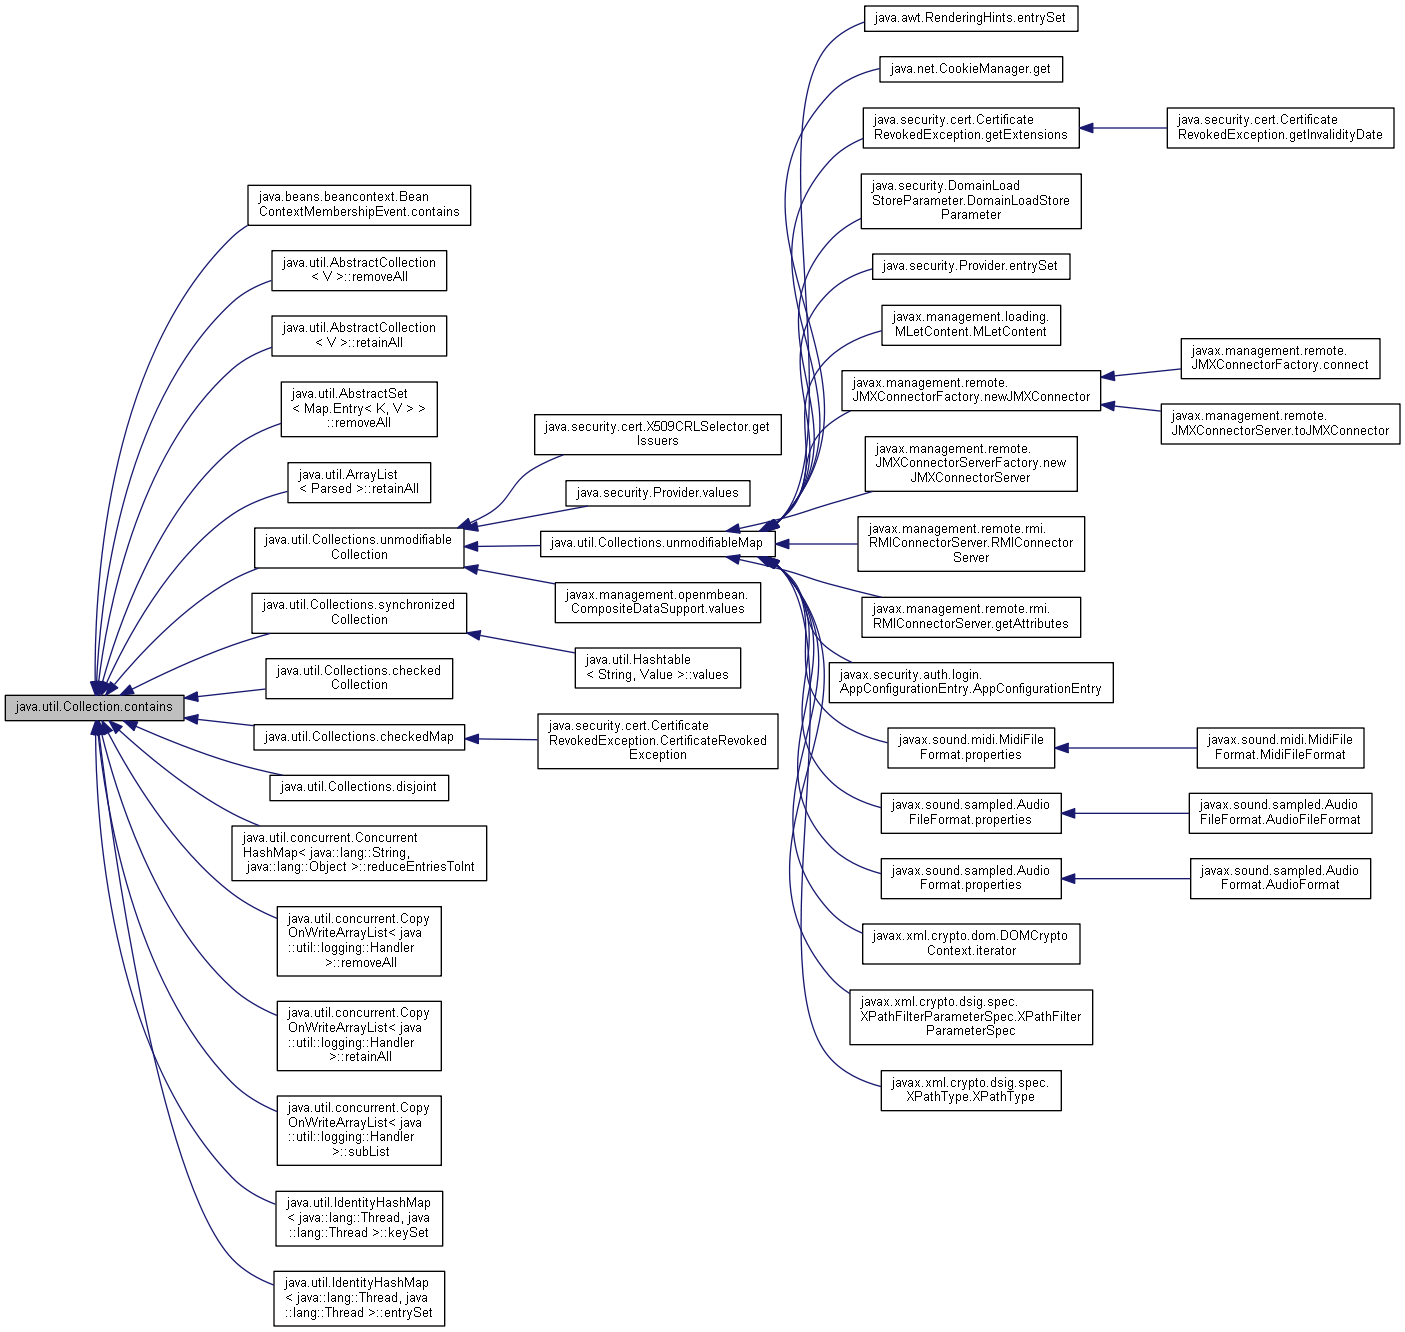 java.awt.RenderingHints.entrySet
java.net.CookieManager.get
java.security.cert.Certificate
RevokedException.getExtensions
java.security.cert.Certificate
RevokedException.getInvalidityDate
java.security.DomainLoad
StoreParameter.DomainLoadStore
Parameter
java.security.Provider.entrySet
javax.management.loading.
MLetContent.MLetContent
javax.management.remote.
JMXConnectorFactory.newJMXConnector
javax.management.remote.
JMXConnectorFactory.connect
javax.management.remote.
JMXConnectorServer.toJMXConnector
javax.management.remote.
JMXConnectorServerFactory.new
JMXConnectorServer
javax.management.remote.rmi.
RMIConnectorServer.RMIConnector
Server
javax.management.remote.rmi.
RMIConnectorServer.getAttributes
javax.security.auth.login.
AppConfigurationEntry.AppConfigurationEntry
javax.sound.midi.MidiFile
Format.properties
javax.sound.midi.MidiFile
Format.MidiFileFormat
javax.sound.sampled.Audio
FileFormat.properties
javax.sound.sampled.Audio
FileFormat.AudioFileFormat
javax.sound.sampled.Audio
Format.properties
javax.sound.sampled.Audio
Format.AudioFormat
javax.xml.crypto.dom.DOMCrypto
Context.iterator
javax.xml.crypto.dsig.spec.
XPathFilterParameterSpec.XPathFilter
ParameterSpec
javax.xml.crypto.dsig.spec.
XPathType.XPathType
java.security.cert.X509CRLSelector.get
Issuers
java.security.Provider.values
java.util.Collections.unmodifiableMap
javax.management.openmbean.
CompositeDataSupport.values
java.util.Hashtable
< String, Value >::values
java.security.cert.Certificate
RevokedException.CertificateRevoked
Exception
java.beans.beancontext.Bean
ContextMembershipEvent.contains
java.util.AbstractCollection
< V >::removeAll
java.util.AbstractCollection
< V >::retainAll
java.util.AbstractSet
< Map.Entry< K, V > >
::removeAll
java.util.ArrayList
< Parsed >::retainAll
java.util.Collections.unmodifiable
Collection
java.util.Collections.synchronized
Collection
java.util.Collections.checked
Collection
java.util.Collections.checkedMap
java.util.Collections.disjoint
java.util.concurrent.Concurrent
HashMap< java::lang::String,
java::lang::Object >::reduceEntriesToInt
java.util.concurrent.Copy
OnWriteArrayList< java
::util::logging::Handler
>::removeAll
java.util.concurrent.Copy
OnWriteArrayList< java
::util::logging::Handler
>::retainAll
java.util.concurrent.Copy
OnWriteArrayList< java
::util::logging::Handler
>::subList
java.util.IdentityHashMap
< java::lang::Thread, java
::lang::Thread >::keySet
java.util.IdentityHashMap
< java::lang::Thread, java
::lang::Thread >::entrySet
java.util.Collection.contains